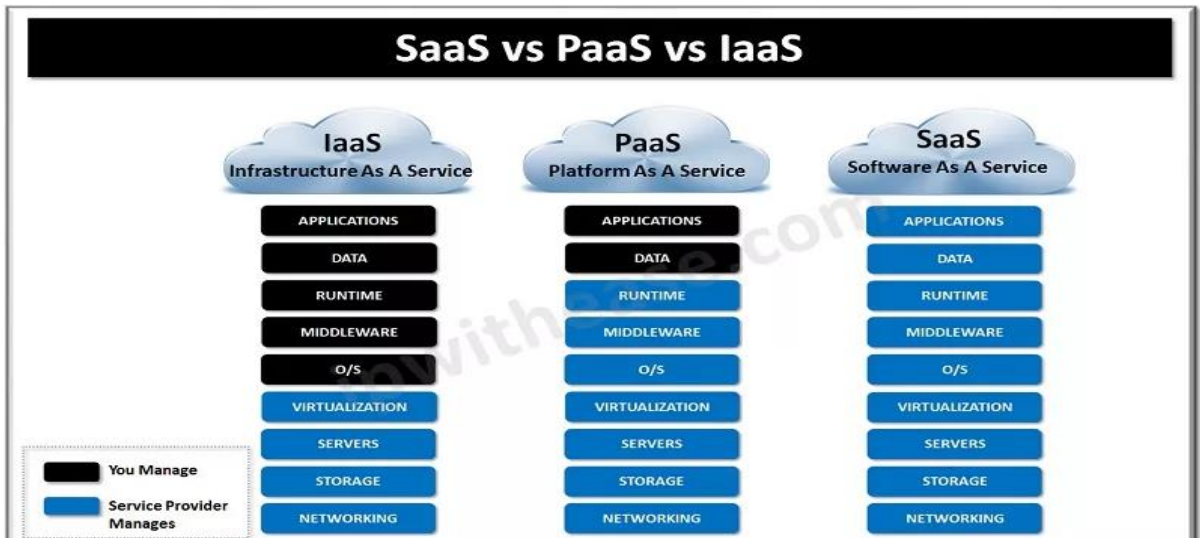 SaaS vs PaaS vs IaaS
IaaS
Infrastructure As A Service
PaaS
Platform As A Service
SaaS
Software As A Service
APPLICATIONS
DATA
RUNTIME
MIDDLEWARE
O/S
VIRTUALIZATION
SERVERS
STORAGE
NETWORKING
APPLICATIONS
DATA
RUNTIME
MIDDLEWARE
O/S
VIRTUALIZATION
SERVERS
STORAGE
NETWORKING
APPLICATIONS
DATA
RUNTIME
MIDDLEWARE
O/S
VIRTUALIZATION
SERVERS
STORAGE
NETWORKING
You Manage
Service Provider
Manages
ipwithease.com